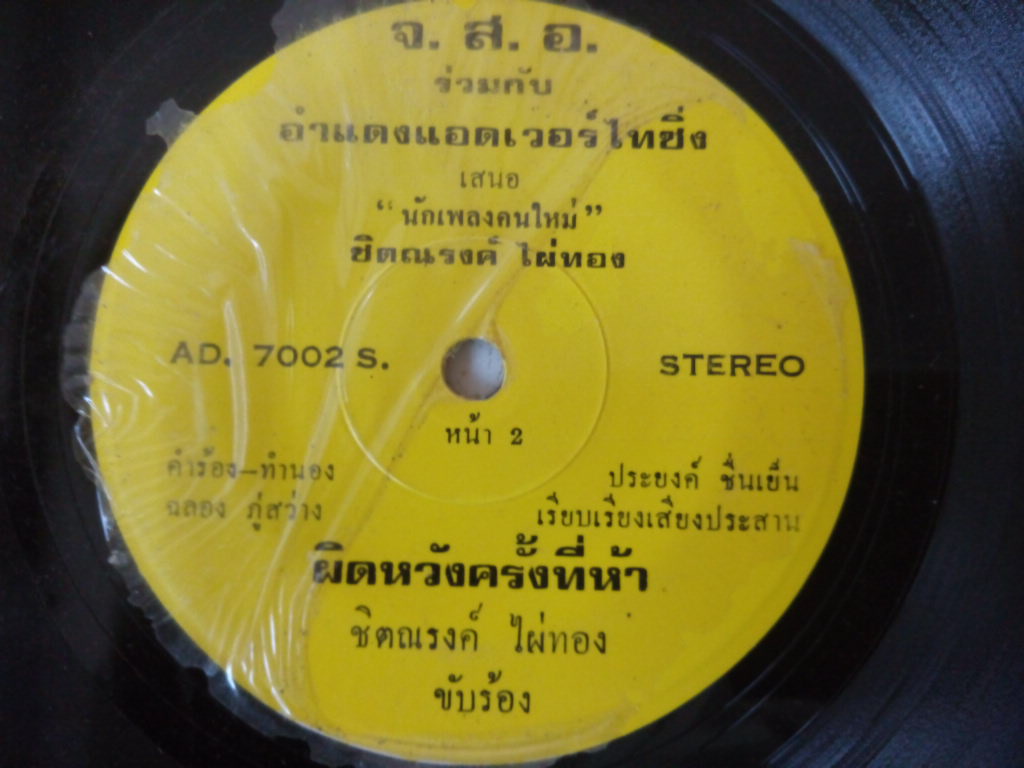 จ. ส. อ.
ร่วมกับ
อำแดงแอดเวอร์ไทซิ่ง
เสนอ
“นักเพลงคนใหม่”
ชิตณรงค์ ไผ่ทอง
AD. 7002 S.
STEREO
หน้า 2
คำร้อง–ทำนอง
ฉลอง ภู่สว่าง
ประยงค์ ชื่นเย็น
เรียบเรียงเสียงประสาน
ผิดหวังครั้งที่ห้า
ชิตณรงค์ ไผ่ทอง
ขับร้อง